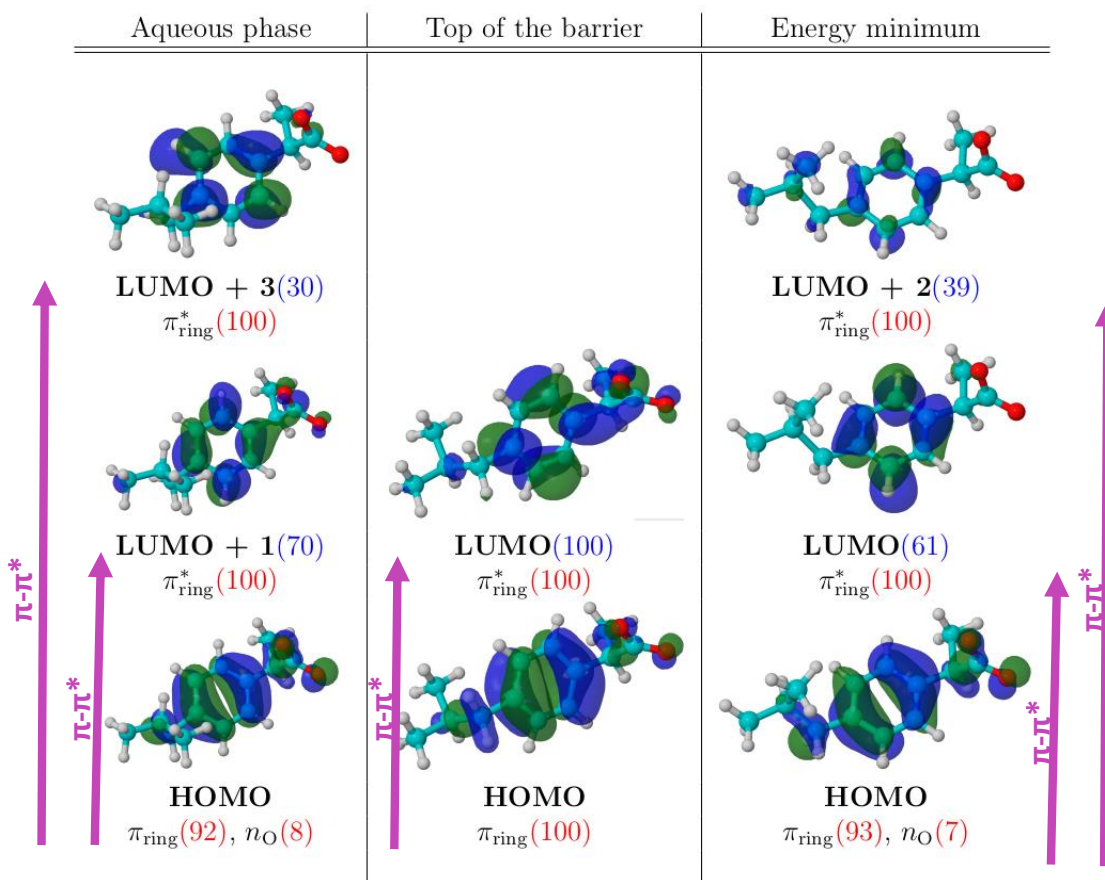 Aqueous phase Top of the barrier Energy minimum
LUMO + 3(30) LUMO + 2(39)
π*ring(100) π*ring(100)
LUMO + 1(70) LUMO(100) LUMO(61)
π*ring(100) π*ring(100) π*ring(100)
HOMO HOMO HOMO
πring(92), nO(8) πring(100) πring(93), nO(7)
π-π*
π-π*
π-π*
π-π*
π-π*